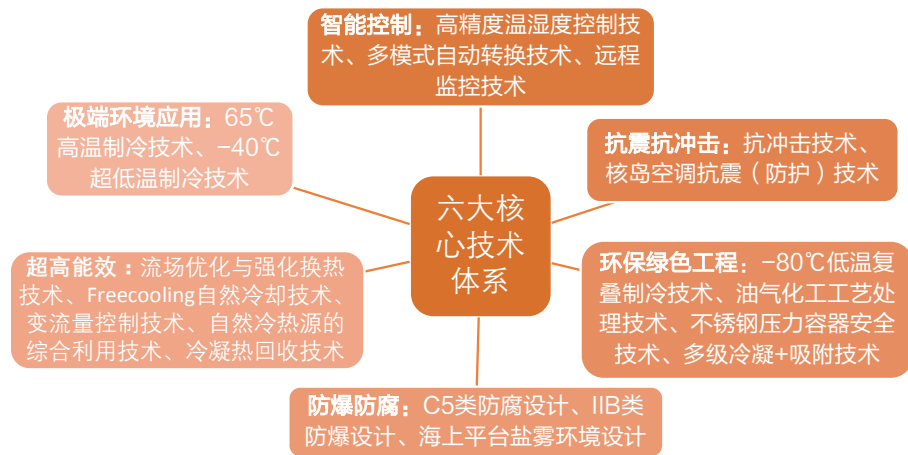 智能控制：高精度温湿度控制技
术、多模式自动转换技术、远程
监控技术
极端环境应用：65℃
高温制冷技术、-40℃
超低温制冷技术
抗震抗冲击：抗冲击技术、
核岛空调抗震（防护）技术
六大核
心技术
体系
超高能效：流场优化与强化换热
技术、Freecooling自然冷却技术、
变流量控制技术、自然冷热源的
综合利用技术、冷凝热回收技术
环保绿色工程：-80℃低温复
叠制冷技术、油气化工工艺处
理技术、不锈钢压力容器安全
技术、多级冷凝+吸附技术
防爆防腐：C5类防腐设计、IIB类
防爆设计、海上平台盐雾环境设计